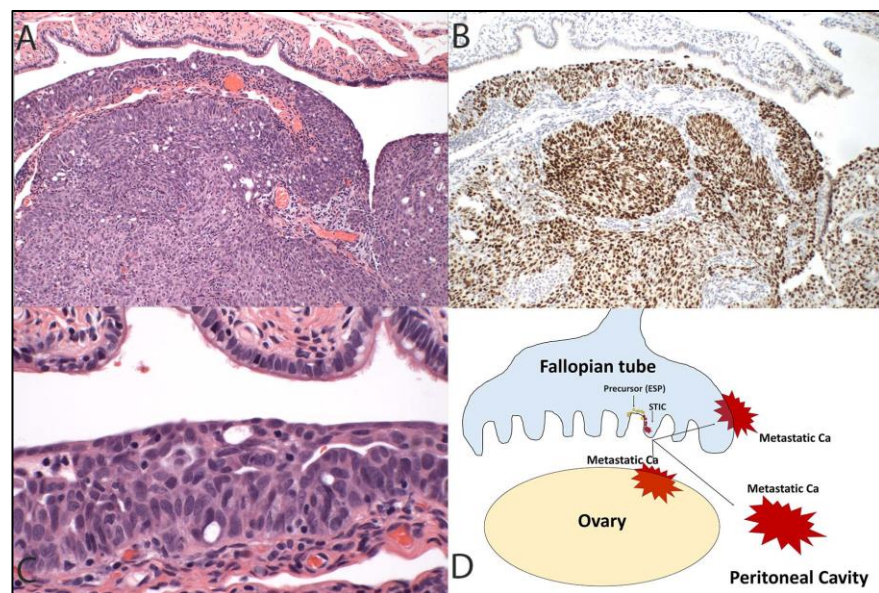 A
B
C
Fallopian tube
Precursor (ESP)
STIC
Metastatic Ca
Metastatic Ca
Metastatic Ca
Ovary
D
Peritoneal Cavity